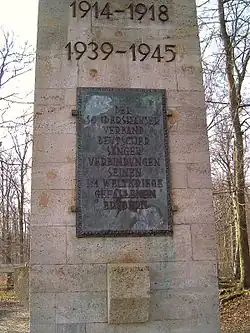 1914-1918
1939-1945
DER
SONDERSHÄUSER
VERBAND
DEUTSCHER
SÄNGER
VERBINDUNGEN
SEINEN
IM WELTKRIEGE
GEFALLENEN
BRÜDERN